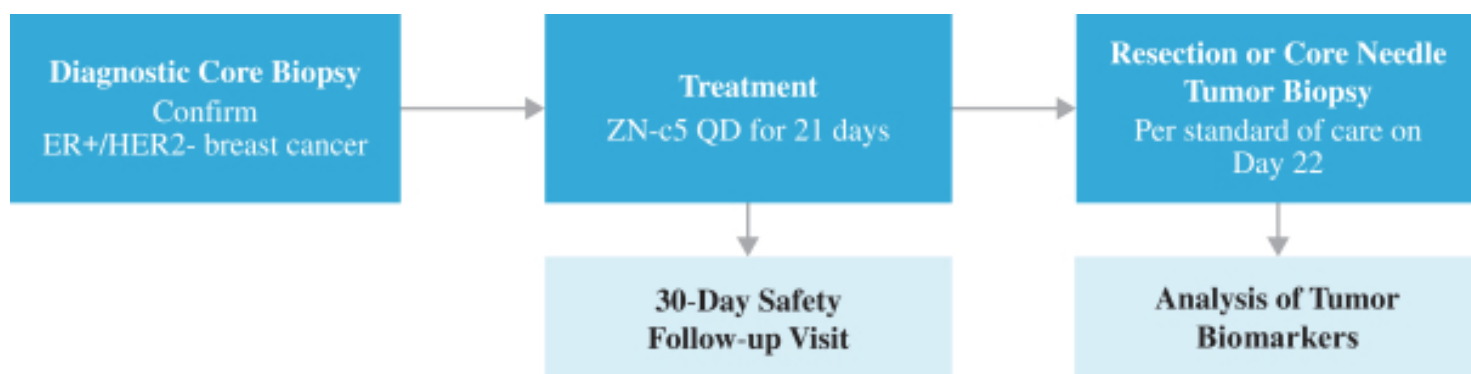 Diagnostic Core Biopsy
Confirm
ER+/HER2- breast cancer
Treatment
ZN-c5 QD for 21 days
Resection or Core Needle
Tumor Biopsy
Per standard of care on
Day 22
30-Day Safety
Follow-up Visit
Analysis of Tumor
Biomarkers